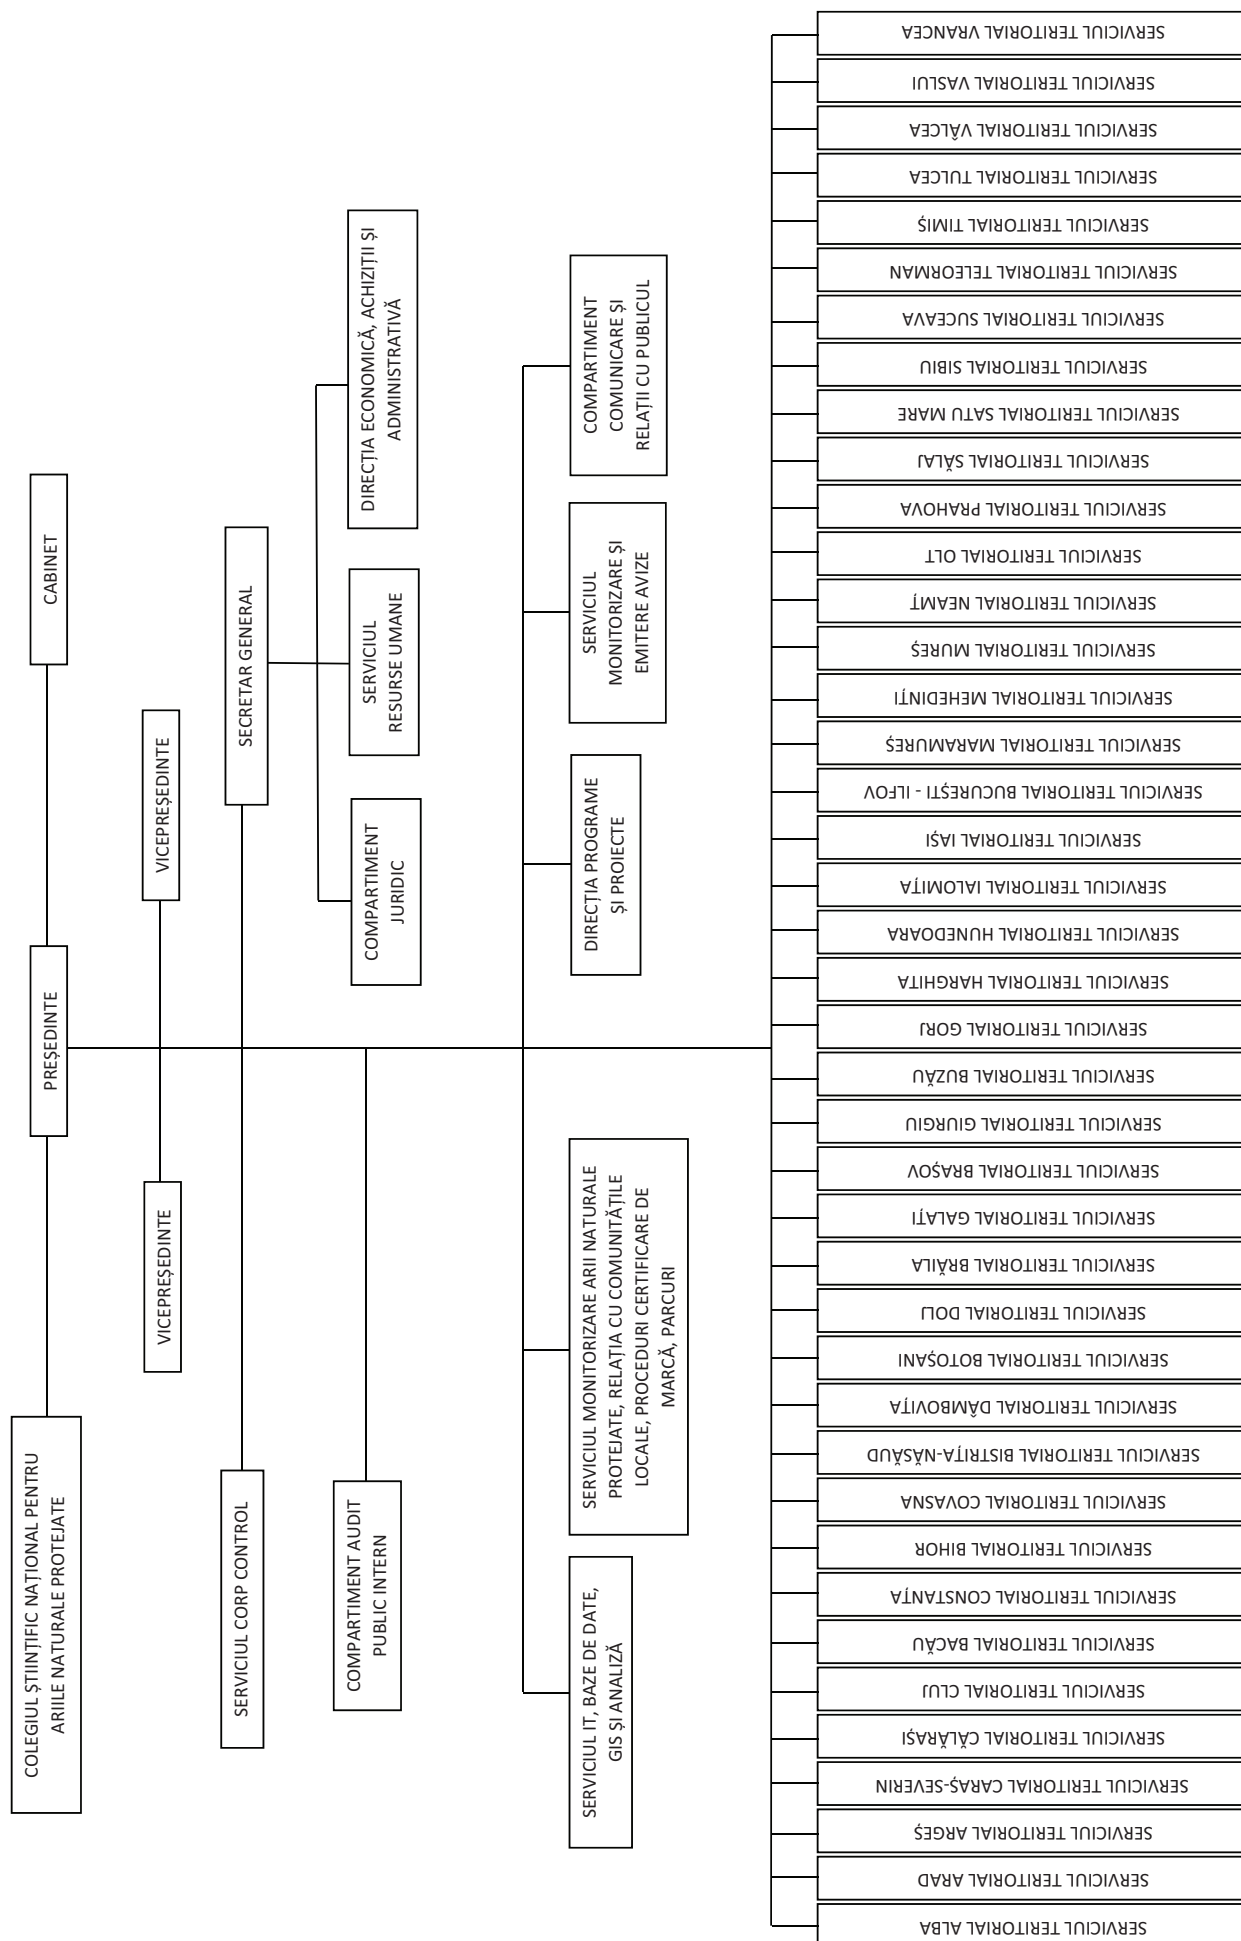 COLEGIUL ȘTIINȚIFIC NAȚIONAL PENTRU
ARIILE NATURALE PROTEJATE
PREȘEDINTE
CABINET
VICEPREȘEDINTE
VICEPREȘEDINTE
SERVICIUL CORP CONTROL
SECRETAR GENERAL
COMPARTIMENT AUDIT
PUBLIC INTERN
COMPARTIMENT
JURIDIC
SERVICIUL
RESURSE UMANE
DIRECȚIA ECONOMICĂ, ACHIZIȚII ȘI
ADMINISTRATIVĂ
SERVICIUL IT, BAZE DE DATE,
GIS ȘI ANALIZĂ
SERVICIUL MONITORIZARE ARII NATURALE
PROTEJATE, RELAȚIA CU COMUNITĂȚILE
LOCALE, PROCEDURI CERTIFICARE DE
MARCĂ, PARCURI
DIRECȚIA PROGRAME
ȘI PROIECTE
SERVICIUL
MONITORIZARE ȘI
EMITERE AVIZE
COMPARTIMENT
COMUNICARE ȘI
RELAȚII CU PUBLICUL
SERVICIUL TERITORIAL ALBA
SERVICIUL TERITORIAL ARAD
SERVICIUL TERITORIAL ARGEȘ
SERVICIUL TERITORIAL CARAȘ-SEVERIN
SERVICIUL TERITORIAL CĂLĂRAȘI
SERVICIUL TERITORIAL CLUJ
SERVICIUL TERITORIAL BACĂU
SERVICIUL TERITORIAL CONSTANȚA
SERVICIUL TERITORIAL BIHOR
SERVICIUL TERITORIAL COVASNA
SERVICIUL TERITORIAL BISTRIȚA-NĂSĂUD
SERVICIUL TERITORIAL DÂMBOVIȚA
SERVICIUL TERITORIAL BOTOȘANI
SERVICIUL TERITORIAL DOLJ
SERVICIUL TERITORIAL BRĂILA
SERVICIUL TERITORIAL GALAȚI
SERVICIUL TERITORIAL BRAȘOV
SERVICIUL TERITORIAL GIURGIU
SERVICIUL TERITORIAL BUZĂU
SERVICIUL TERITORIAL GORJ
SERVICIUL TERITORIAL HARGHITA
SERVICIUL TERITORIAL HUNEDOARA
SERVICIUL TERITORIAL IALOMIȚA
SERVICIUL TERITORIAL IAȘI
SERVICIUL TERITORIAL BUCUREȘTI - ILFOV
SERVICIUL TERITORIAL MARAMUREȘ
SERVICIUL TERITORIAL MEHEDINȚI
SERVICIUL TERITORIAL MUREȘ
SERVICIUL TERITORIAL NEAMȚ
SERVICIUL TERITORIAL OLT
SERVICIUL TERITORIAL PRAHOVA
SERVICIUL TERITORIAL SĂLAJ
SERVICIUL TERITORIAL SATU MARE
SERVICIUL TERITORIAL SIBIU
SERVICIUL TERITORIAL SUCEAVA
SERVICIUL TERITORIAL TELEORMAN
SERVICIUL TERITORIAL TIMIȘ
SERVICIUL TERITORIAL TULCEA
SERVICIUL TERITORIAL VÂLCEA
SERVICIUL TERITORIAL VASLUI
SERVICIUL TERITORIAL VRANCEA